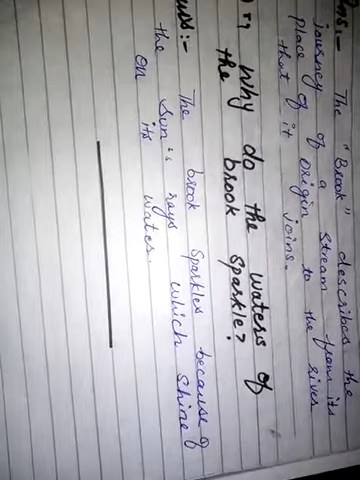 Ans:- The "Brook" describes the
journey of a stream from its
place of origin to the river
that it joins.
Why do the waters of
the brook sparkle?
Ans:- The brook sparkles because of
the Sun's rays which shine
on its water.